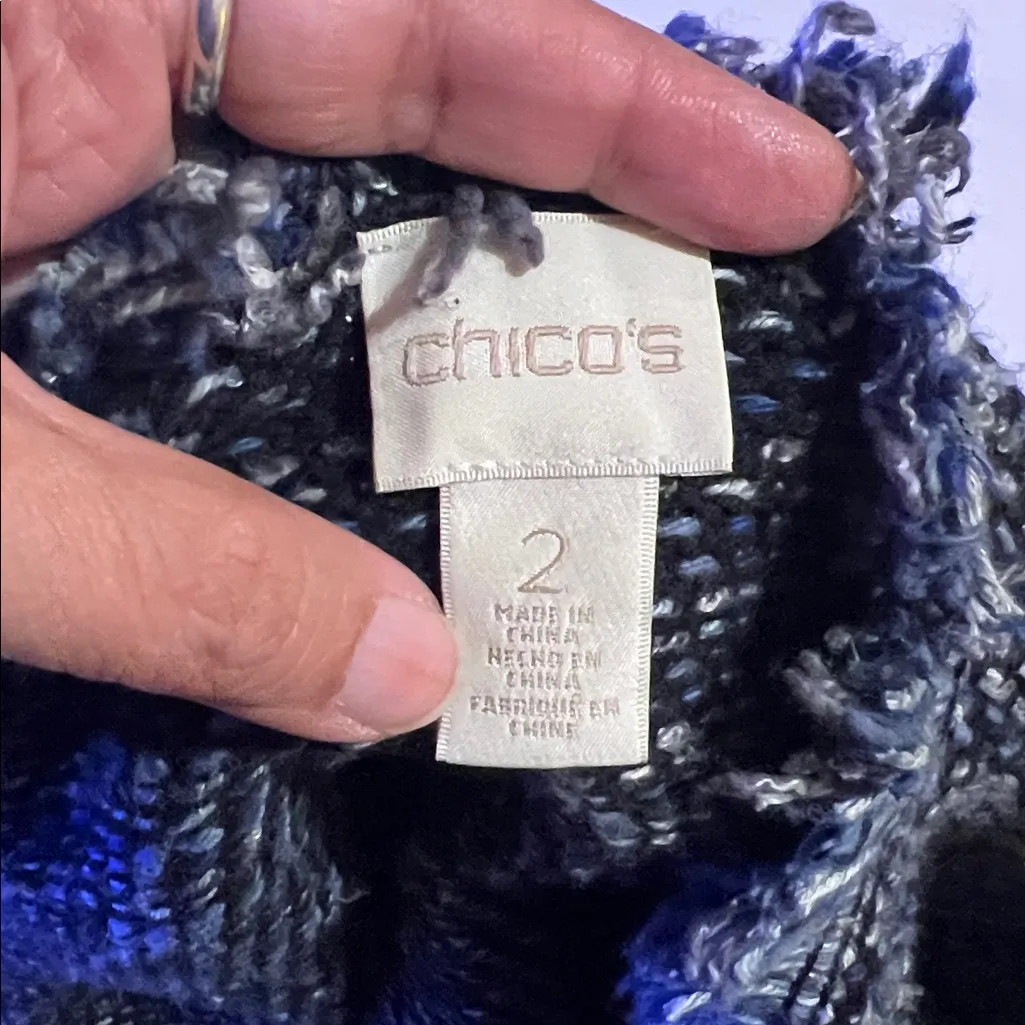 chico's
2
MADE IN
CHINA
HECHO EN
CHINA
FABRIQUÉ EN
CHINE